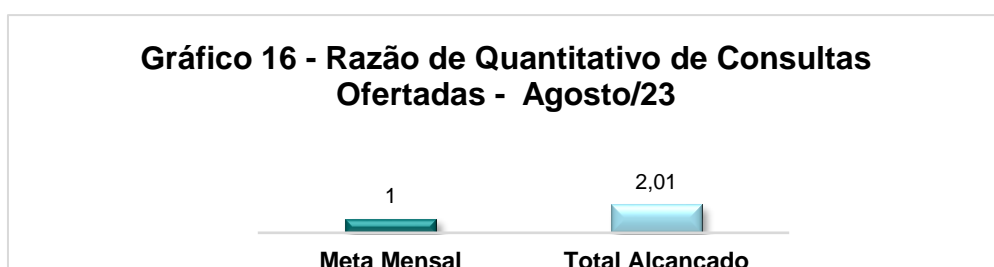 Gráfico 16 - Razão de Quantitativo de Consultas
Ofertadas - Agosto/23
1 2,01
Meta Mensal Total Alcançado